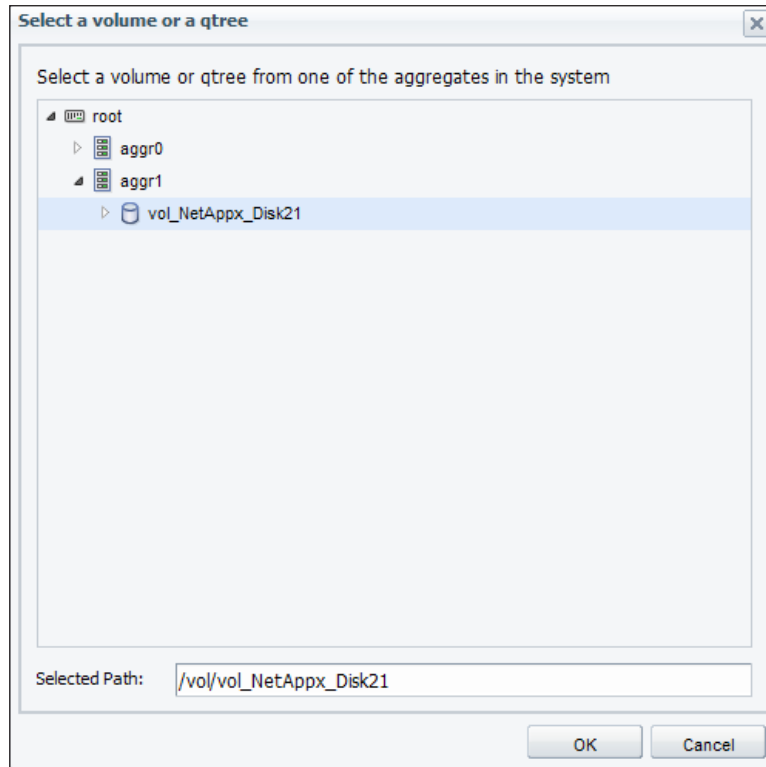 Select a volume or a qtree
Select a volume or qtree from one of the aggregates in the system
root
aggr0
aggr1
vol_NetAppx_Disk21
Selected Path: /vol/vol_NetAppx_Disk21
OK Cancel